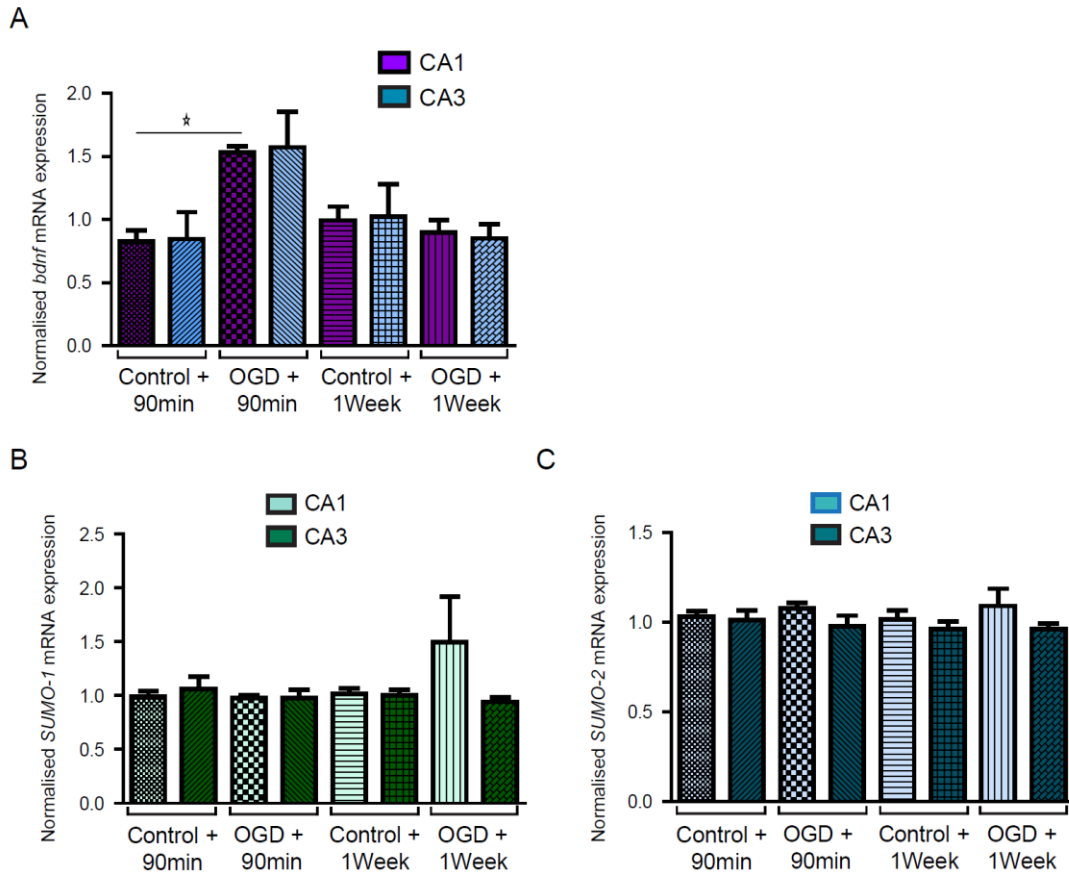 A
CA1
CA3
Normalised bdnf mRNA expression
2.0
1.5
1.0
0.5
0.0
Control +
90min
OGD +
90min
Control +
1Week
OGD +
1Week
B
CA1
CA3
Normalised SUMO-1 mRNA expression
2.5
2.0
1.5
1.0
0.5
0.0
Control +
90min
OGD +
90min
Control +
1Week
OGD +
1Week
C
CA1
CA3
Normalised SUMO-2 mRNA expression
1.5
1.0
0.5
0.0
Control +
90min
OGD +
90min
Control +
1Week
OGD +
1Week